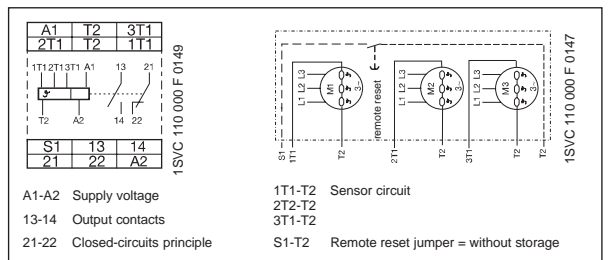 A1 T2 3T1
2T1 T2 1T1
1T1 2T1 3T1 A1 13 21
T2 A2 14 22
S1 13 14
21 22 A2
1SVC 110 000 F 0149
L3
L2
L1
M1
3~
remote reset
L3
L2
L1
M2
3~
L3
L2
L1
M3
3~
S1 1T1 T2 2T1 T2 3T1 T2 T2
1SVC 110 000 F 0147
A1-A2 Supply voltage
13-14 Output contacts
21-22 Closed-circuits principle
1T1-T2 Sensor circuit
2T2-T2
3T1-T2
S1-T2 Remote reset jumper = without storage